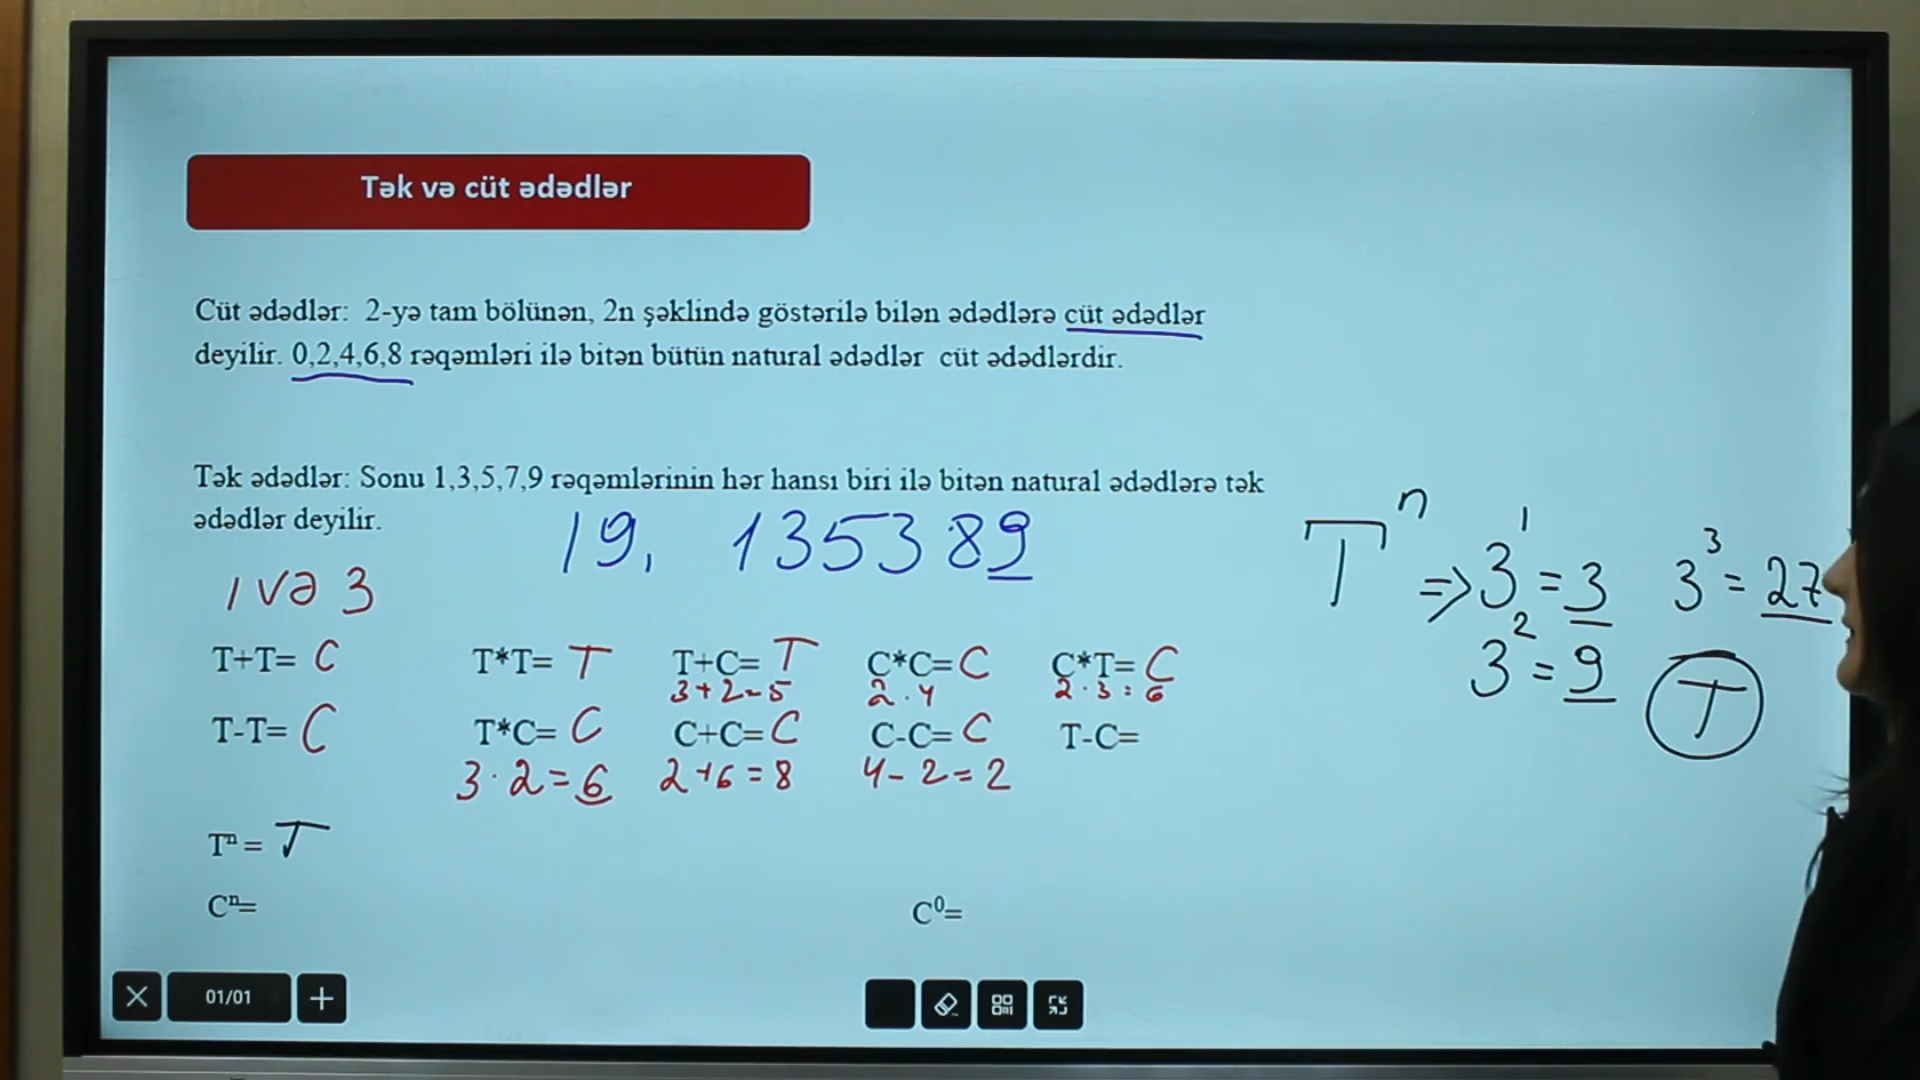 Tək və cüt ədədlər
Cüt ədədlər: 2-yə tam bölünən, 2n şəklində göstərilə bilən ədədlərə cüt ədədlər
deyilir. 0,2,4,6,8 rəqəmləri ilə bitən bütün natural ədədlər cüt ədədlərdir.
Tək ədədlər: Sonu 1,3,5,7,9 rəqəmlərinin hər hansı biri ilə bitən natural ədədlərə tək
ədədlər deyilir.
19, 135389
1 və 3
T+T= C T*T= T T+C= T C*C= C C*T= C
3+2=5 2·4 2·3=6
T-T= C T*C= C C+C= C C-C= C T-C=
3·2=6 2+6=8 4-2=2
Tⁿ= T
Cⁿ= C⁰=
Tⁿ => 3¹=3 3³=27
3²=9 T
01/01